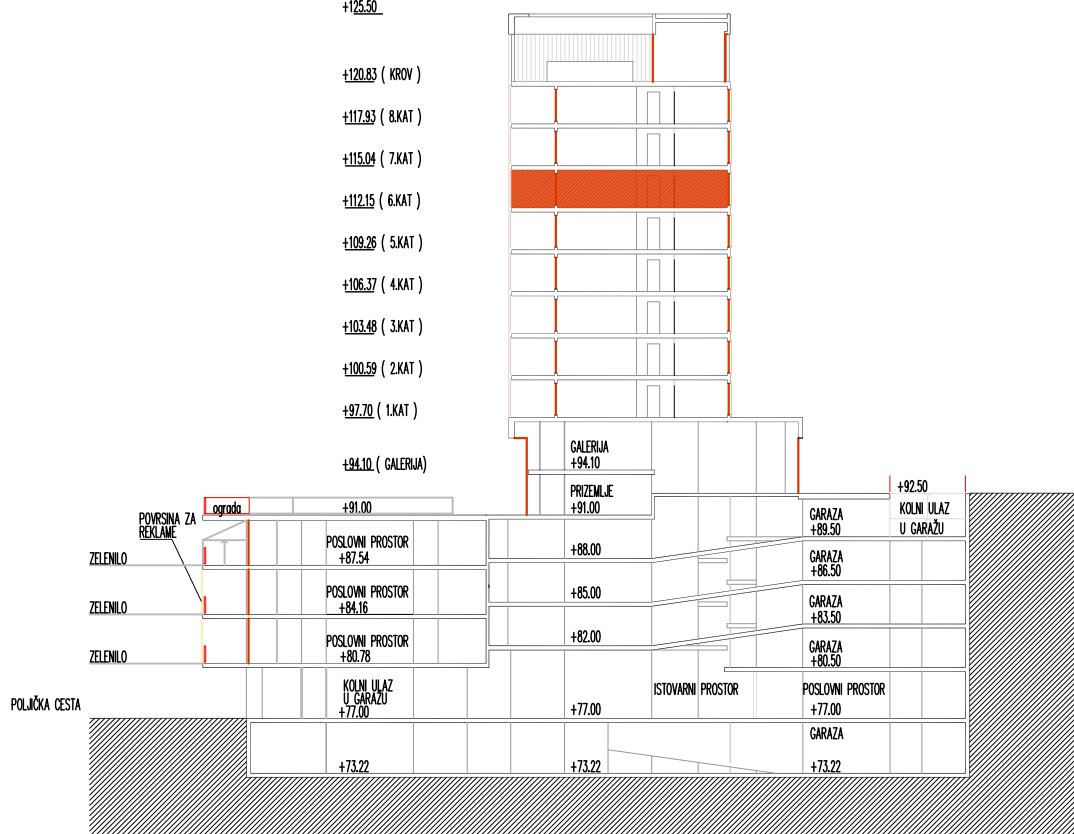 +125.50
+120.83 ( KROV )
+117.93 ( 8.KAT )
+115.04 ( 7.KAT )
+112.15 ( 6.KAT )
+109.26 ( 5.KAT )
+106.37 ( 4.KAT )
+103.48 ( 3.KAT )
+100.59 ( 2.KAT )
+97.70 ( 1.KAT )
+94.10 ( GALERIJA)
GALERIJA
+94.10
PRIZEMLJE
+91.00
ograda
+91.00
+92.50
KOLNI ULAZ
U GARAŽU
POVRSINA ZA
REKLAME
GARAZA
+89.50
POSLOVNI PROSTOR
+87.54
+88.00
GARAZA
+86.50
ZELENILO
POSLOVNI PROSTOR
+84.16
+85.00
GARAZA
+83.50
ZELENILO
POSLOVNI PROSTOR
+80.78
+82.00
GARAZA
+80.50
ZELENILO
KOLNI ULAZ
U GARAŽU
+77.00
+77.00
ISTOVARNI PROSTOR
POSLOVNI PROSTOR
+77.00
POLJIČKA CESTA
GARAZA
+73.22
+73.22
+73.22